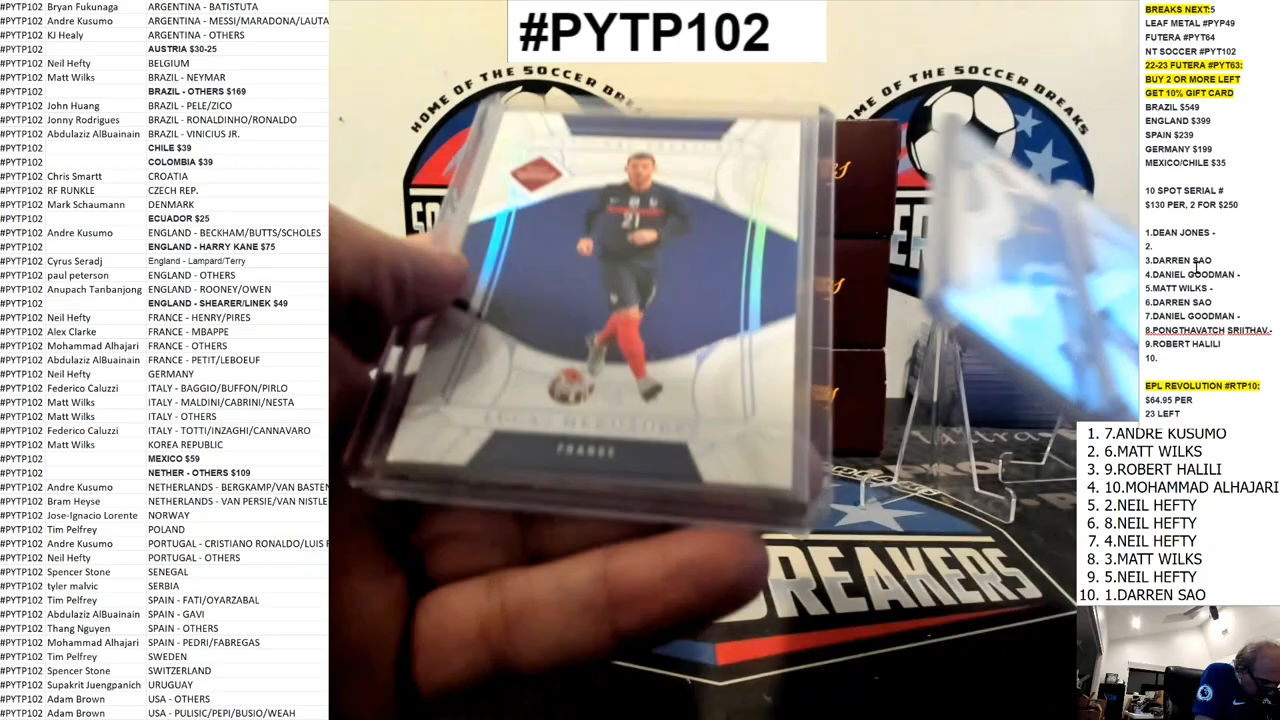 #PYTP102 Bryan Fukunaga ARGENTINA - BATISTUTA
#PYTP102 Andre Kusumo ARGENTINA - MESSI/MARADONA/LAUTA
#PYTP102 KJ Healy ARGENTINA - OTHERS
#PYTP102 AUSTRIA $30-25
#PYTP102 Neil Hefty BELGIUM
#PYTP102 Matt Wilks BRAZIL - NEYMAR
#PYTP102 BRAZIL - OTHERS $169
#PYTP102 John Huang BRAZIL - PELE/ZICO
#PYTP102 Jonny Rodrigues BRAZIL - RONALDINHO/RONALDO
#PYTP102 Abdulaziz AlBuainain BRAZIL - VINICIUS JR.
#PYTP102 CHILE $39
#PYTP102 COLOMBIA $39
#PYTP102 Chris Smartt CROATIA
#PYTP102 RF RUNKLE CZECH REP.
#PYTP102 Mark Schaumann DENMARK
#PYTP102 ECUADOR $25
#PYTP102 Andre Kusumo ENGLAND - BECKHAM/BUTTS/SCHOLES
#PYTP102 ENGLAND - HARRY KANE $75
#PYTP102 Cyrus Seradj England - Lampard/Terry
#PYTP102 paul peterson ENGLAND - OTHERS
#PYTP102 Anupach Tanbanjong ENGLAND - ROONEY/OWEN
#PYTP102 ENGLAND - SHEARER/LINEK $49
#PYTP102 Neil Hefty FRANCE - HENRY/PIRES
#PYTP102 Alex Clarke FRANCE - MBAPPE
#PYTP102 Mohammad Alhajari FRANCE - OTHERS
#PYTP102 Abdulaziz AlBuainain FRANCE - PETIT/LEBOEUF
#PYTP102 Neil Hefty GERMANY
#PYTP102 Federico Caluzzi ITALY - BAGGIO/BUFFON/PIRLO
#PYTP102 Matt Wilks ITALY - MALDINI/CABRINI/NESTA
#PYTP102 Matt Wilks ITALY - OTHERS
#PYTP102 Federico Caluzzi ITALY - TOTTI/INZAGHI/CANNAVARO
#PYTP102 Matt Wilks KOREA REPUBLIC
#PYTP102 MEXICO $59
#PYTP102 NETHER - OTHERS $109
#PYTP102 Andre Kusumo NETHERLANDS - BERGKAMP/VAN BASTEN
#PYTP102 Bram Heyse NETHERLANDS - VAN PERSIE/VAN NISTLE
#PYTP102 Jose-Ignacio Lorente NORWAY
#PYTP102 Tim Pelfrey POLAND
#PYTP102 Andre Kusumo PORTUGAL - CRISTIANO RONALDO/LUIS F
#PYTP102 Neil Hefty PORTUGAL - OTHERS
#PYTP102 Spencer Stone SENEGAL
#PYTP102 tyler malvic SERBIA
#PYTP102 Tim Pelfrey SPAIN - FATI/OYARZABAL
#PYTP102 Abdulaziz AlBuainain SPAIN - GAVI
#PYTP102 Thang Nguyen SPAIN - OTHERS
#PYTP102 Mohammad Alhajari SPAIN - PEDRI/FABREGAS
#PYTP102 Tim Pelfrey SWEDEN
#PYTP102 Spencer Stone SWITZERLAND
#PYTP102 Supakrit Juengpanich URUGUAY
#PYTP102 Adam Brown USA - OTHERS
#PYTP102 Adam Brown USA - PULISIC/PEPI/BUSIO/WEAH
#PYTP102
HOME OF THE SOCCER BREA
HOME OF THE SOCCER BREAKERS
21
FRANCE
BREAKERS
BREAKS NEXT:5
LEAF METAL #PYP49
FUTERA #PYT64
NT SOCCER #PYT102
22-23 FUTERA #PYT63:
BUY 2 OR MORE LEFT
GET 10% GIFT CARD
BRAZIL $549
ENGLAND $399
SPAIN $239
GERMANY $199
MEXICO/CHILE $35
10 SPOT SERIAL #
$130 PER, 2 FOR $250
1.DEAN JONES -
2.
3.DARREN SAO
4.DANIEL GOODMAN -
5.MATT WILKS -
6.DARREN SAO
7.DANIEL GOODMAN -
8.PONGTHAVATCH SRIITHAV.-
9.ROBERT HALILI
10.
EPL REVOLUTION #RTP10:
$64.95 PER
23 LEFT
1. 7.ANDRE KUSUMO
2. 6.MATT WILKS
3. 9.ROBERT HALILI
4. 10.MOHAMMAD ALHAJARI
5. 2.NEIL HEFTY
6. 8.NEIL HEFTY
7. 4.NEIL HEFTY
8. 3.MATT WILKS
9. 5.NEIL HEFTY
10. 1.DARREN SAO